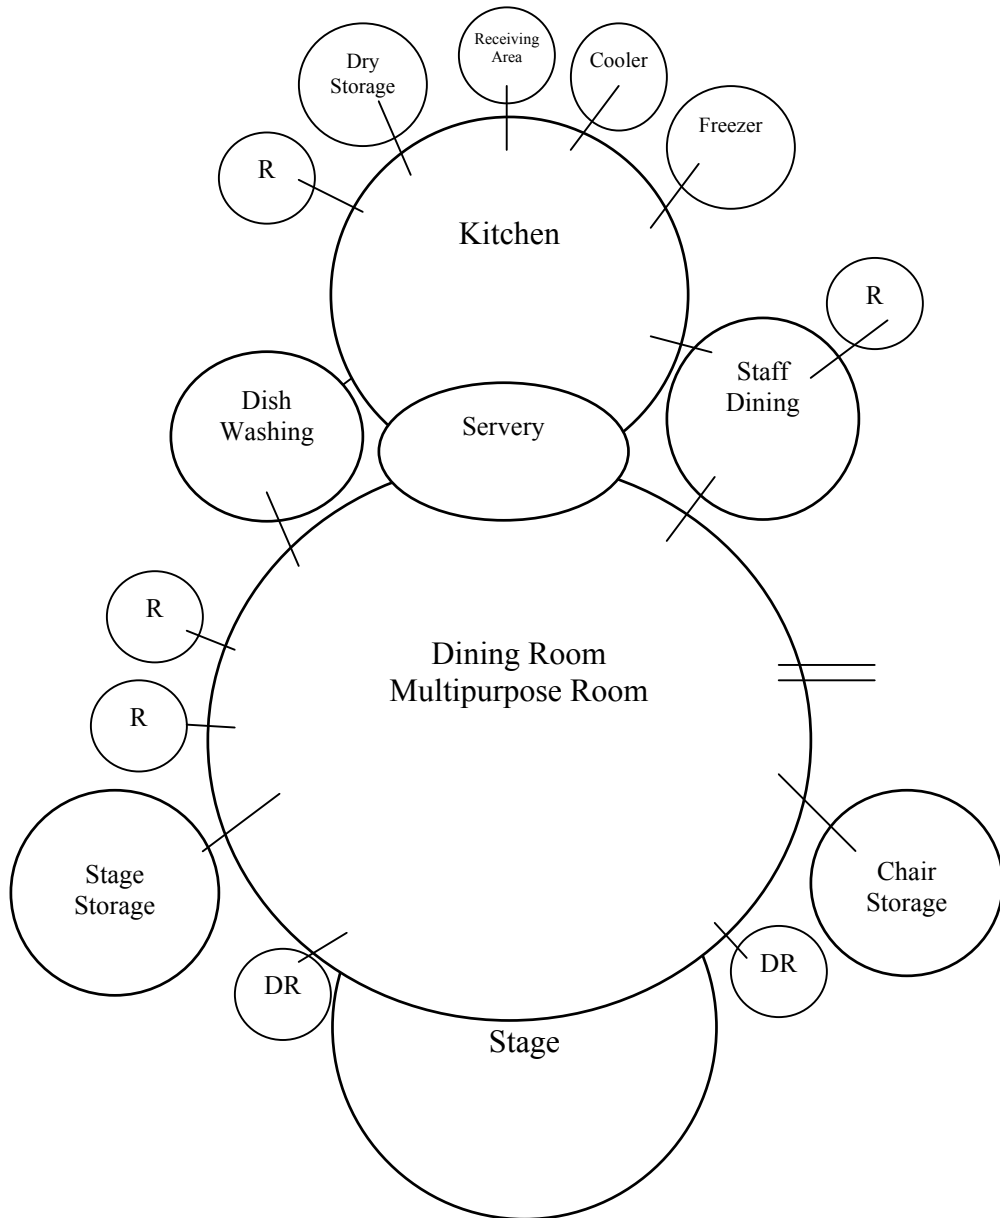 Receiving
Area
Cooler
Dry
Storage
Freezer
R
Kitchen
R
Staff
Dining
Dish
Washing
Servery
R
Dining Room
Multipurpose Room
R
Stage
Storage
Chair
Storage
DR
DR
Stage